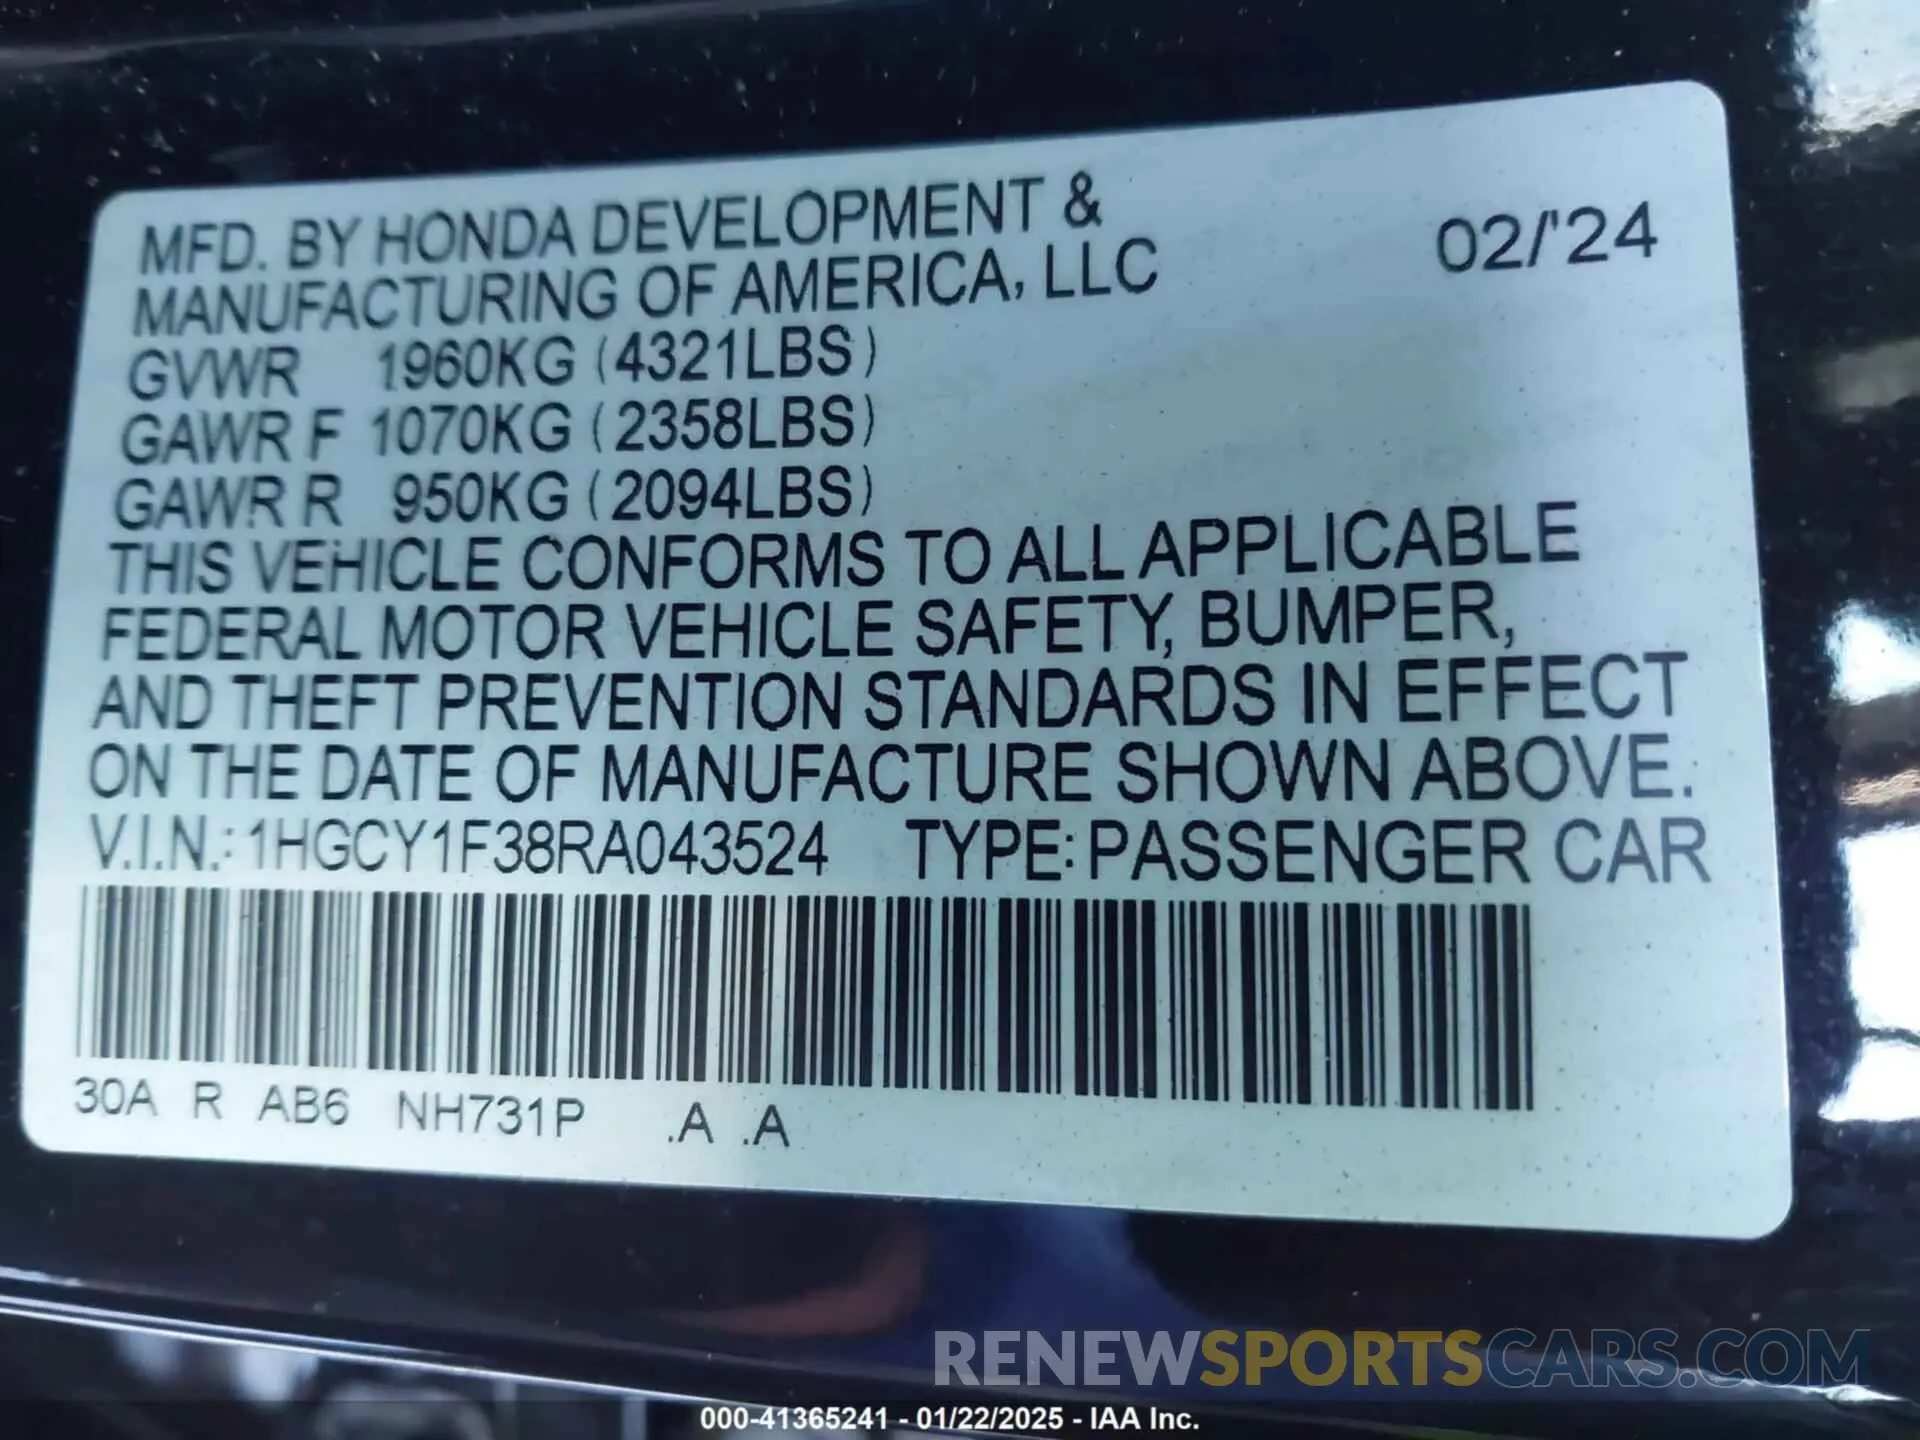 MFD. BY HONDA DEVELOPMENT &
MANUFACTURING OF AMERICA, LLC 02/'24
GVWR 1960KG (4321LBS)
GAWR F 1070KG (2358LBS)
GAWR R 950KG (2094LBS)
THIS VEHICLE CONFORMS TO ALL APPLICABLE
FEDERAL MOTOR VEHICLE SAFETY, BUMPER,
AND THEFT PREVENTION STANDARDS IN EFFECT
ON THE DATE OF MANUFACTURE SHOWN ABOVE.
V.I.N.: 1HGCY1F38RA043524 TYPE: PASSENGER CAR
30A R AB6 NH731P .A .A
RENEWSPORTSCARS.COM
000-41365241 - 01/22/2025 - IAA Inc.